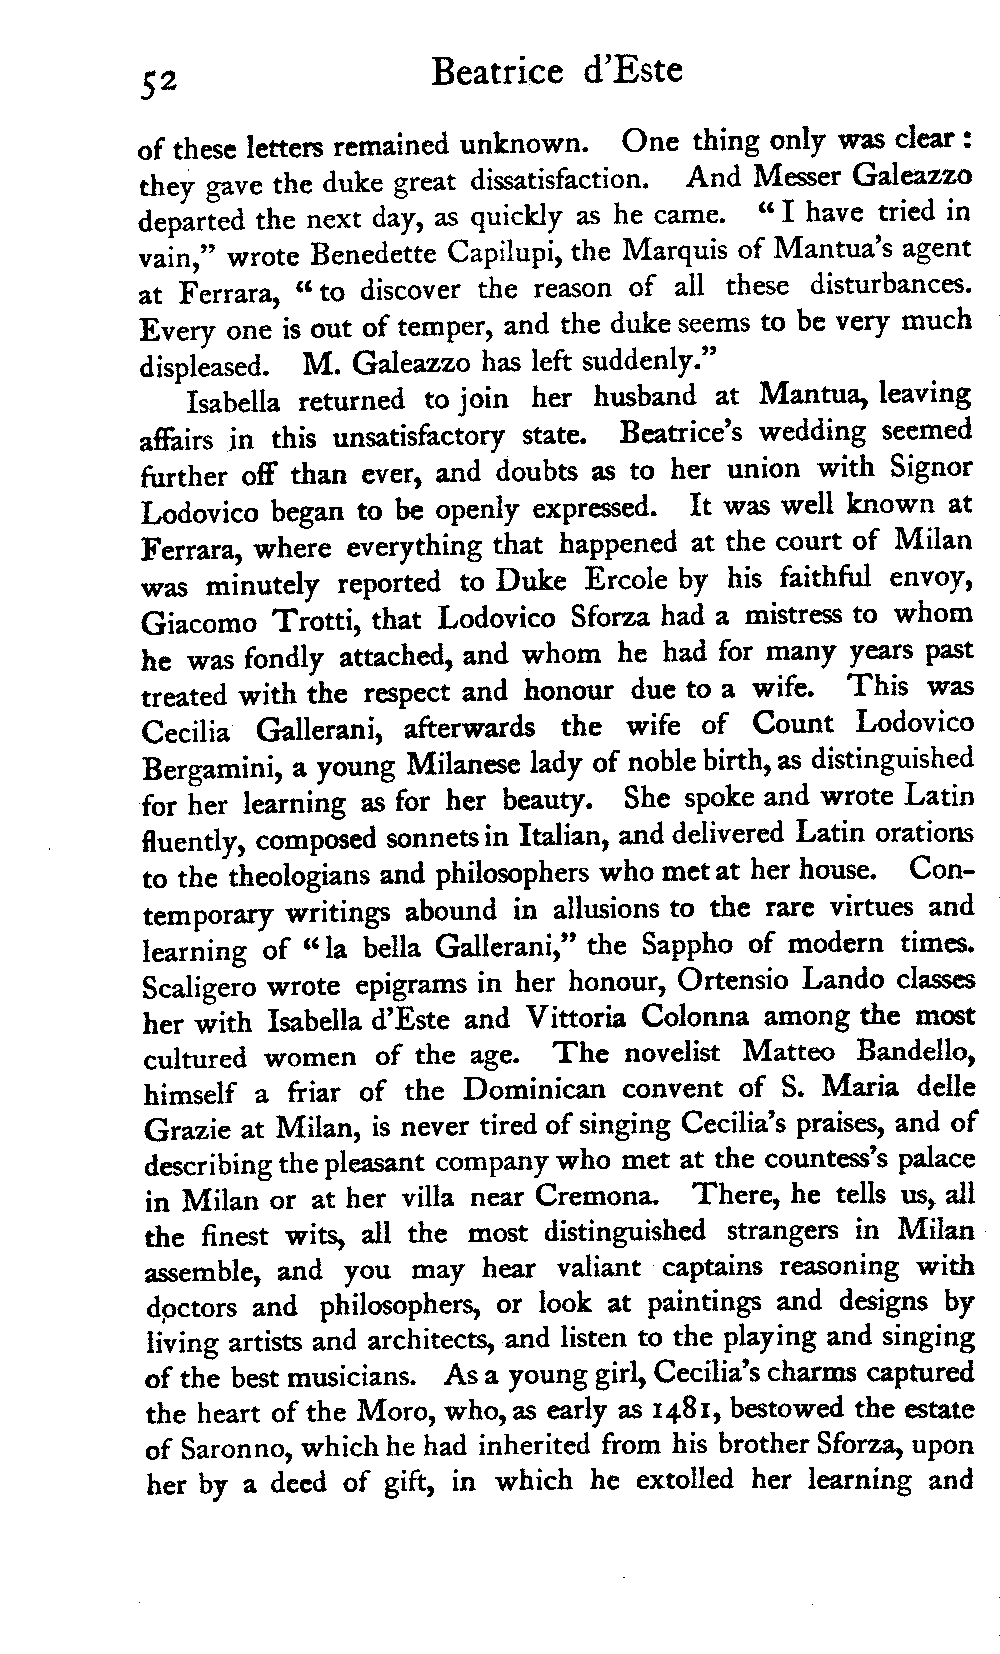 52 Beatrice d'Este
of these letters remained unknown. One thing only was clear :
they gave the duke great dissatisfaction. And Messer Galeazzo
departed the next day, as quickly as he came. “ I have tried in
vain,” wrote Benedette Capilupi, the Marquis of Mantua's agent
at Ferrara, “ to discover the reason of all these disturbances.
Every one is out of temper, and the duke seems to be very much
displeased. M. Galeazzo has left suddenly.”
Isabella returned to join her husband at Mantua, leaving
affairs in this unsatisfactory state. Beatrice's wedding seemed
further off than ever, and doubts as to her union with Signor
Lodovico began to be openly expressed. It was well known at
Ferrara, where everything that happened at the court of Milan
was minutely reported to Duke Ercole by his faithful envoy,
Giacomo Trotti, that Lodovico Sforza had a mistress to whom
he was fondly attached, and whom he had for many years past
treated with the respect and honour due to a wife. This was
Cecilia Gallerani, afterwards the wife of Count Lodovico
Bergamini, a young Milanese lady of noble birth, as distinguished
for her learning as for her beauty. She spoke and wrote Latin
fluently, composed sonnets in Italian, and delivered Latin orations
to the theologians and philosophers who met at her house. Con-
temporary writings abound in allusions to the rare virtues and
learning of “ la bella Gallerani,” the Sappho of modern times.
Scaligero wrote epigrams in her honour, Ortensio Lando classes
her with Isabella d'Este and Vittoria Colonna among the most
cultured women of the age. The novelist Matteo Bandello,
himself a friar of the Dominican convent of S. Maria delle
Grazie at Milan, is never tired of singing Cecilia's praises, and of
describing the pleasant company who met at the countess's palace
in Milan or at her villa near Cremona. There, he tells us, all
the finest wits, all the most distinguished strangers in Milan
assemble, and you may hear valiant captains reasoning with
doctors and philosophers, or look at paintings and designs by
living artists and architects, and listen to the playing and singing
of the best musicians. As a young girl, Cecilia's charms captured
the heart of the Moro, who, as early as 1481, bestowed the estate
of Saronno, which he had inherited from his brother Sforza, upon
her by a deed of gift, in which he extolled her learning and